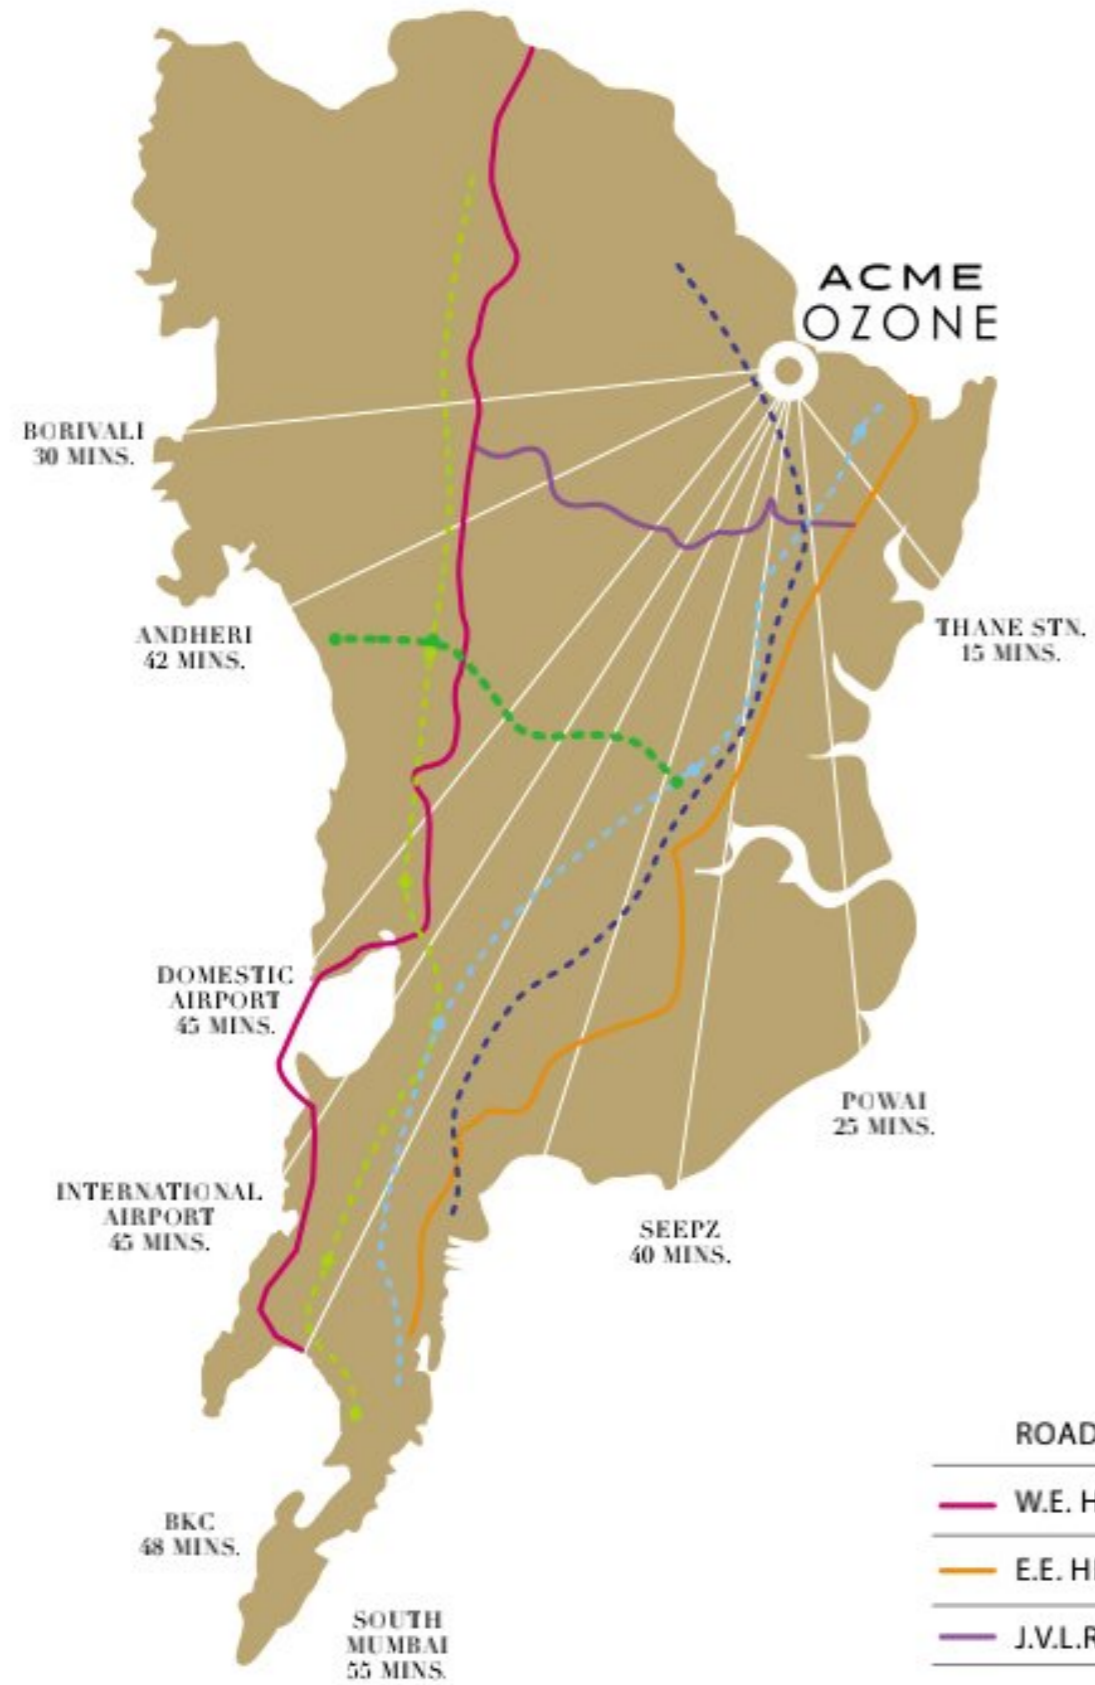 ACME
OZONE
BORIVALI
30 MINS.
ANDHERI
42 MINS.
THANE STN.
15 MINS.
DOMESTIC
AIRPORT
45 MINS.
POWAI
25 MINS.
INTERNATIONAL
AIRPORT
45 MINS.
SEEPZ
40 MINS.
BKC
48 MINS.
SOUTH
MUMBAI
55 MINS.
ROAD
W.E. H
E.E. H
J.V.L.R